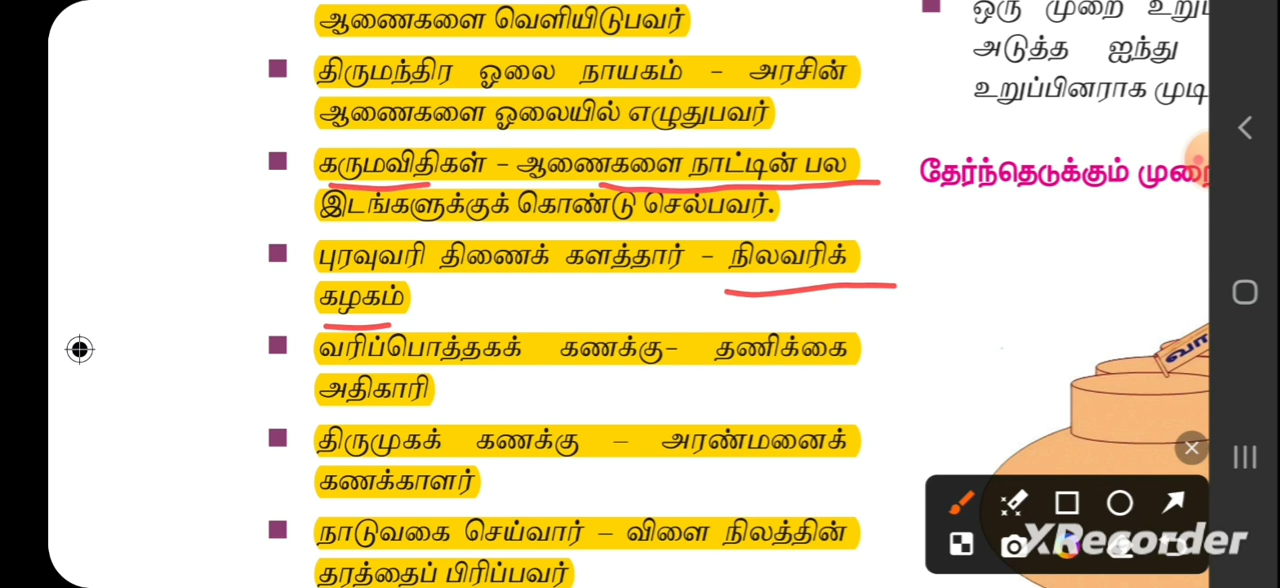 ஆணைகளை வெளியிடுபவர்
திருமந்திர ஓலை நாயகம் - அரசின்
ஆணைகளை ஓலையில் எழுதுபவர்
கருமவிதிகள் - ஆணைகளை நாட்டின் பல
இடங்களுக்குக் கொண்டு செல்பவர்.
புரவுவரி திணைக் களத்தார் - நிலவரிக்
கழகம்
வரிப்பொத்தகக் கணக்கு- தணிக்கை
அதிகாரி
திருமுகக் கணக்கு – அரண்மனைக்
கணக்காளர்
நாடுவகை செய்வார் – விளை நிலத்தின்
தரத்தைப் பிரிப்பவர்
ஒரு முறை
அடுத்த ஐந்து
உறுப்பினராக
தேர்ந்தெடுக்கும்
XRecorder